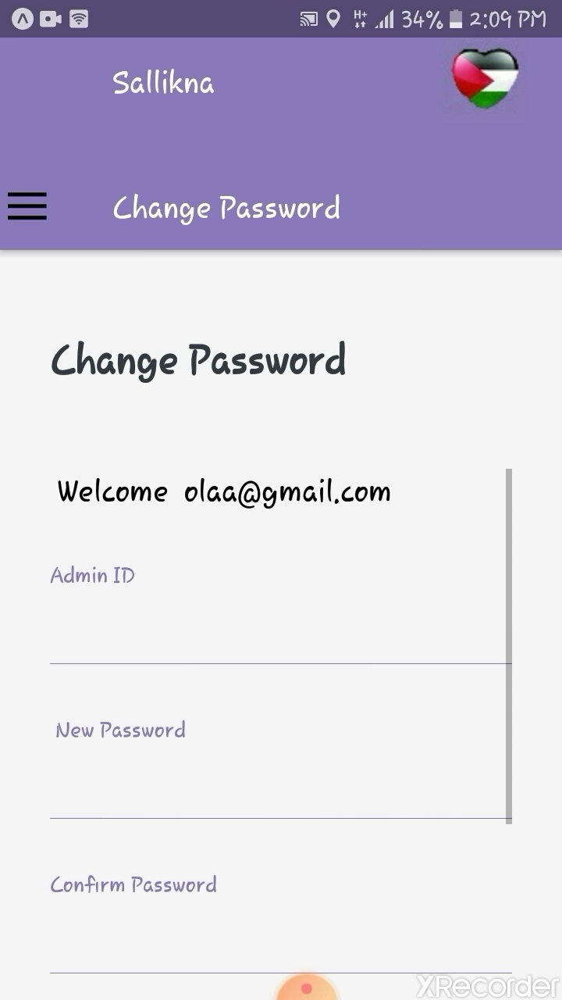 H+ 34% 2:09 PM
Sallikna
Change Password
Change Password
Welcome olaa@gmail.com
Admin ID
New Password
Confirm Password
XRecorder